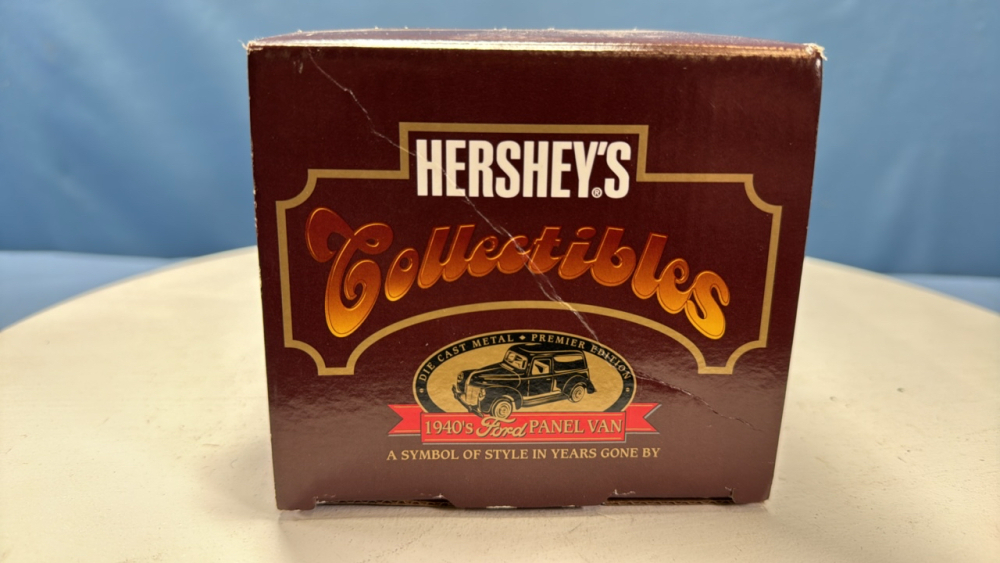 HERSHEY'S®
Collectibles
• DIE CAST METAL • PREMIER EDITION •
1940's Ford PANEL VAN
A SYMBOL OF STYLE IN YEARS GONE BY